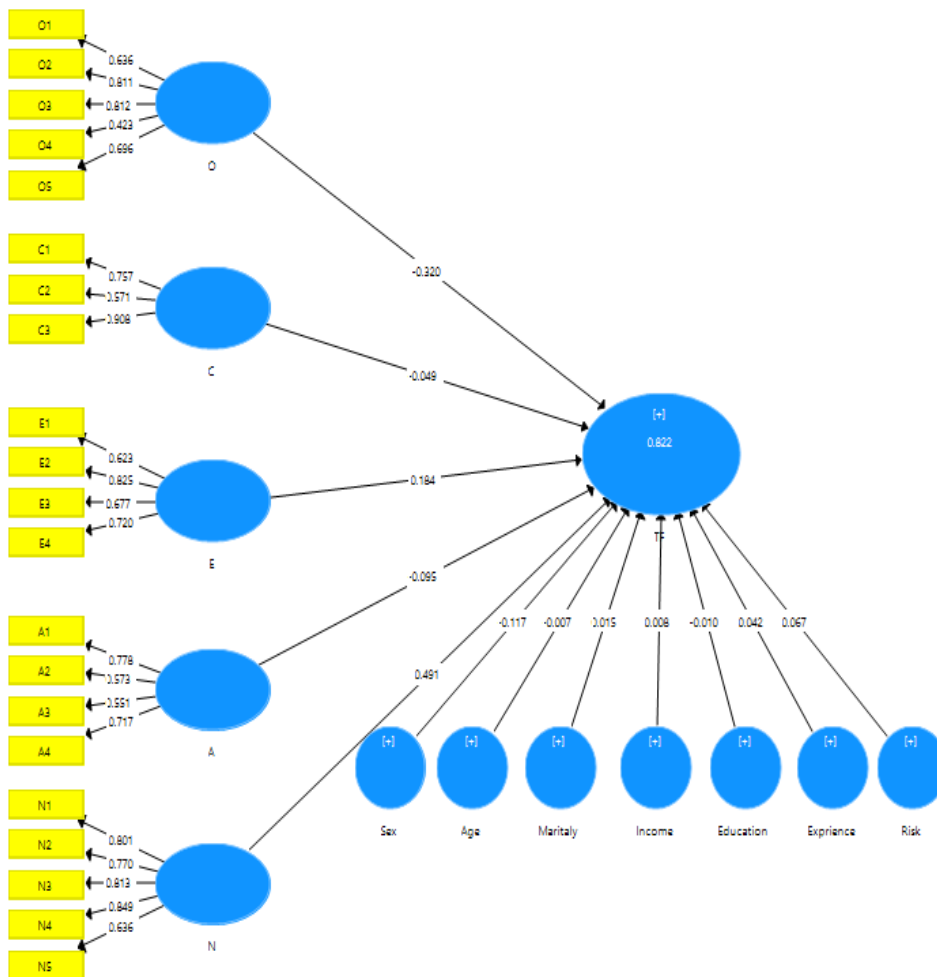 O1
0.636
O2
0.811
O3
0.812
O4
0.423
O5
0.696
O
C1
0.757
C2
0.571
C3
0.908
C
E1
0.623
E2
0.825
E3
0.677
E4
0.720
E
A1
0.778
A2
0.573
A3
0.551
A4
0.717
A
N1
0.801
N2
0.770
N3
0.813
N4
0.849
N5
0.636
N
-0.320
-0.049
0.184
-0.095
0.491
[+]
0.822
-0.117
-0.007
0.015
0.008
-0.010
0.042
0.067
[+] [+] [+] [+] [+] [+] [+]
Sex Age Maritaly Income Education Exprience Risk